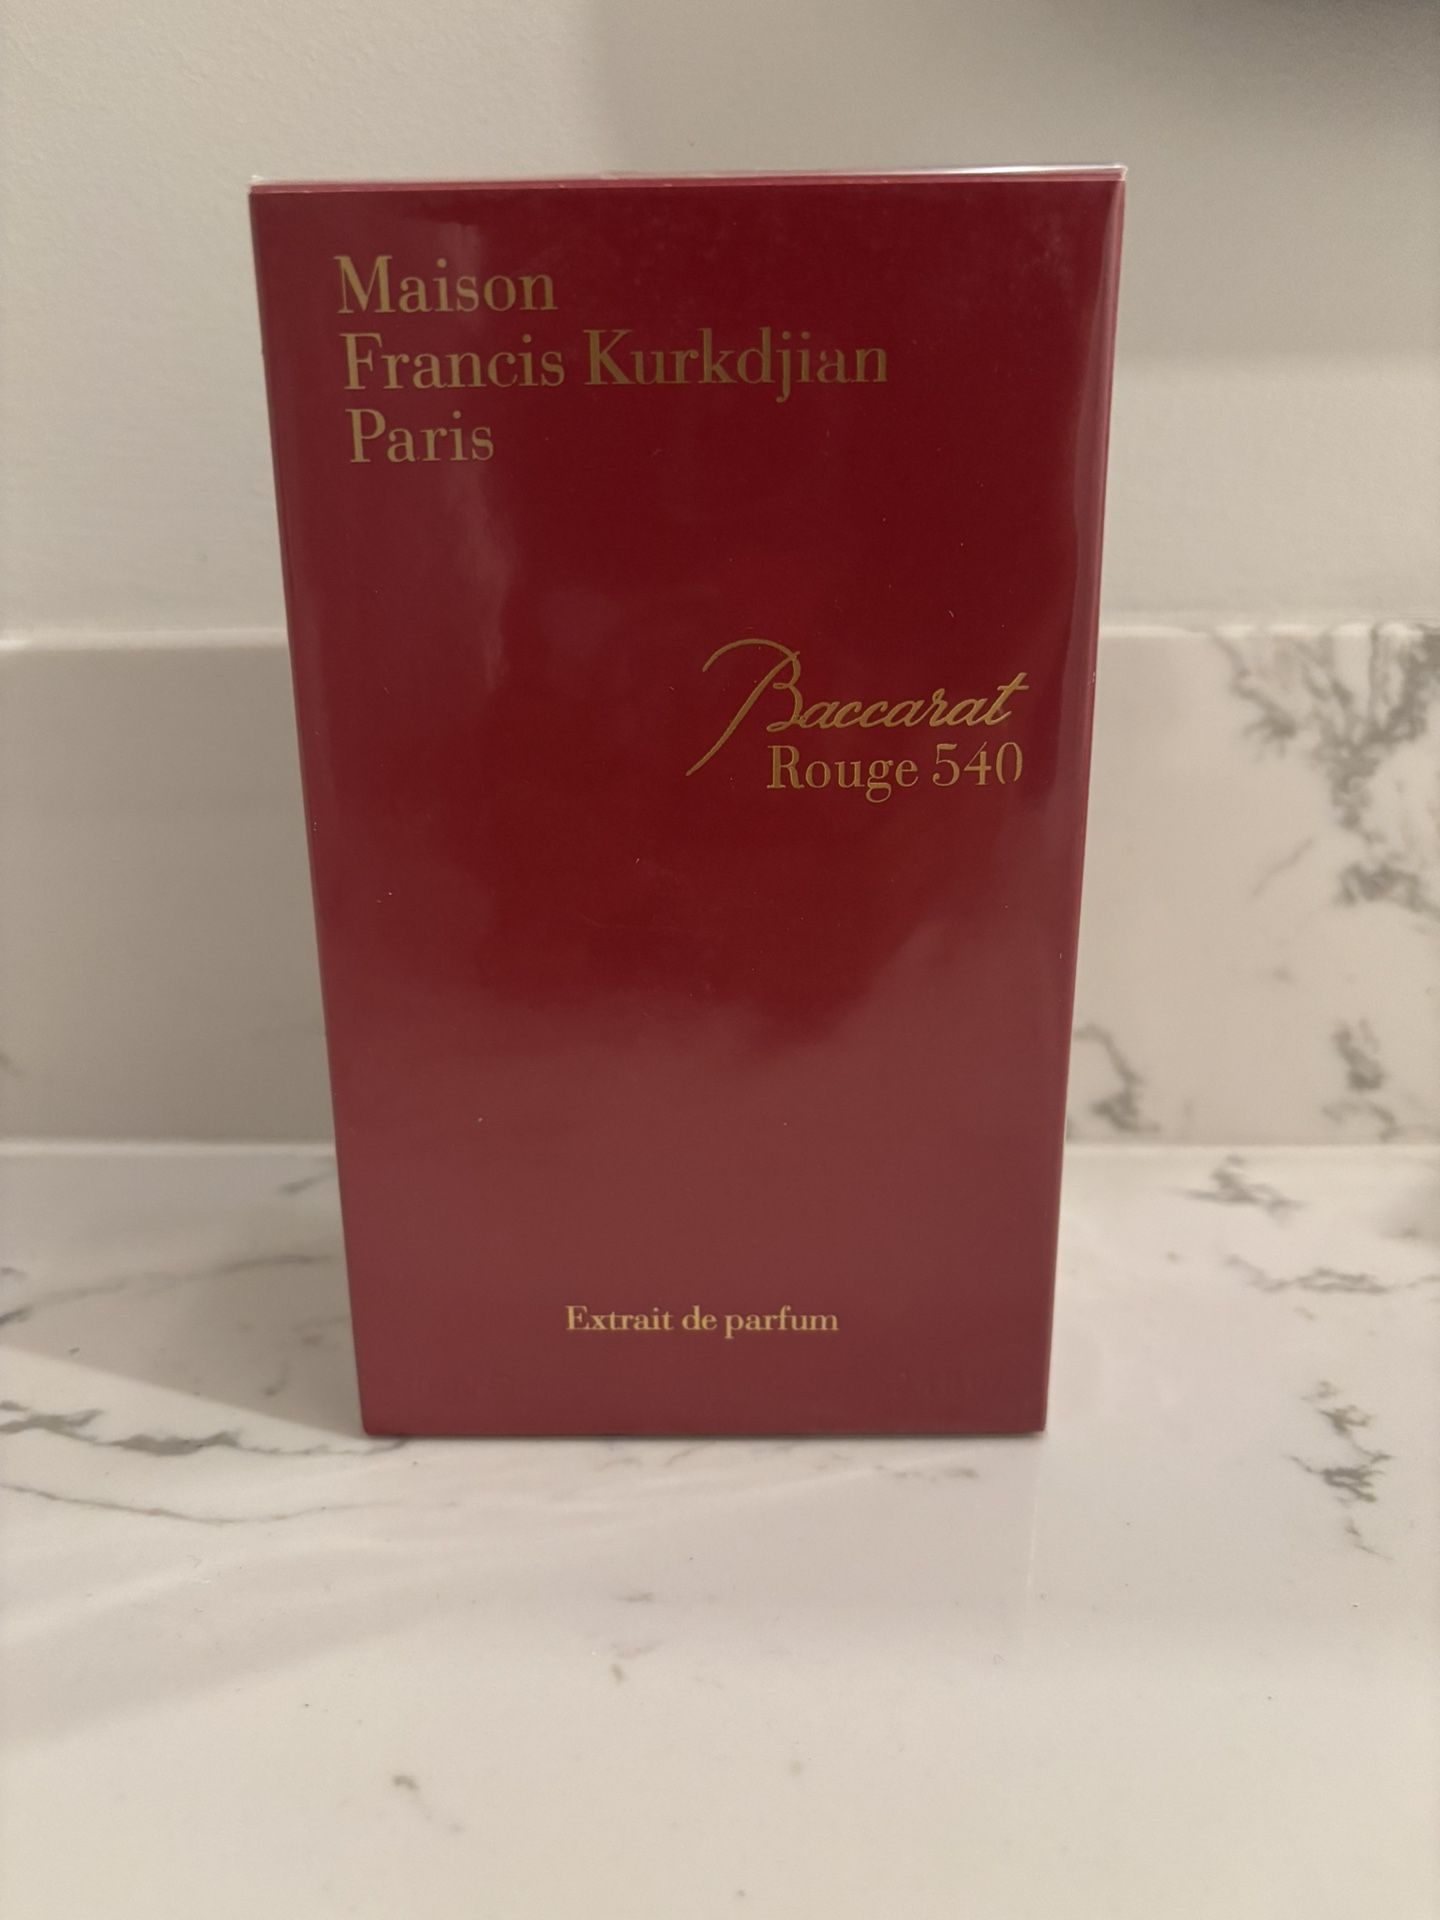 Maison
Francis Kurkdjian
Paris
Baccarat
Rouge 540
Extrait de parfum